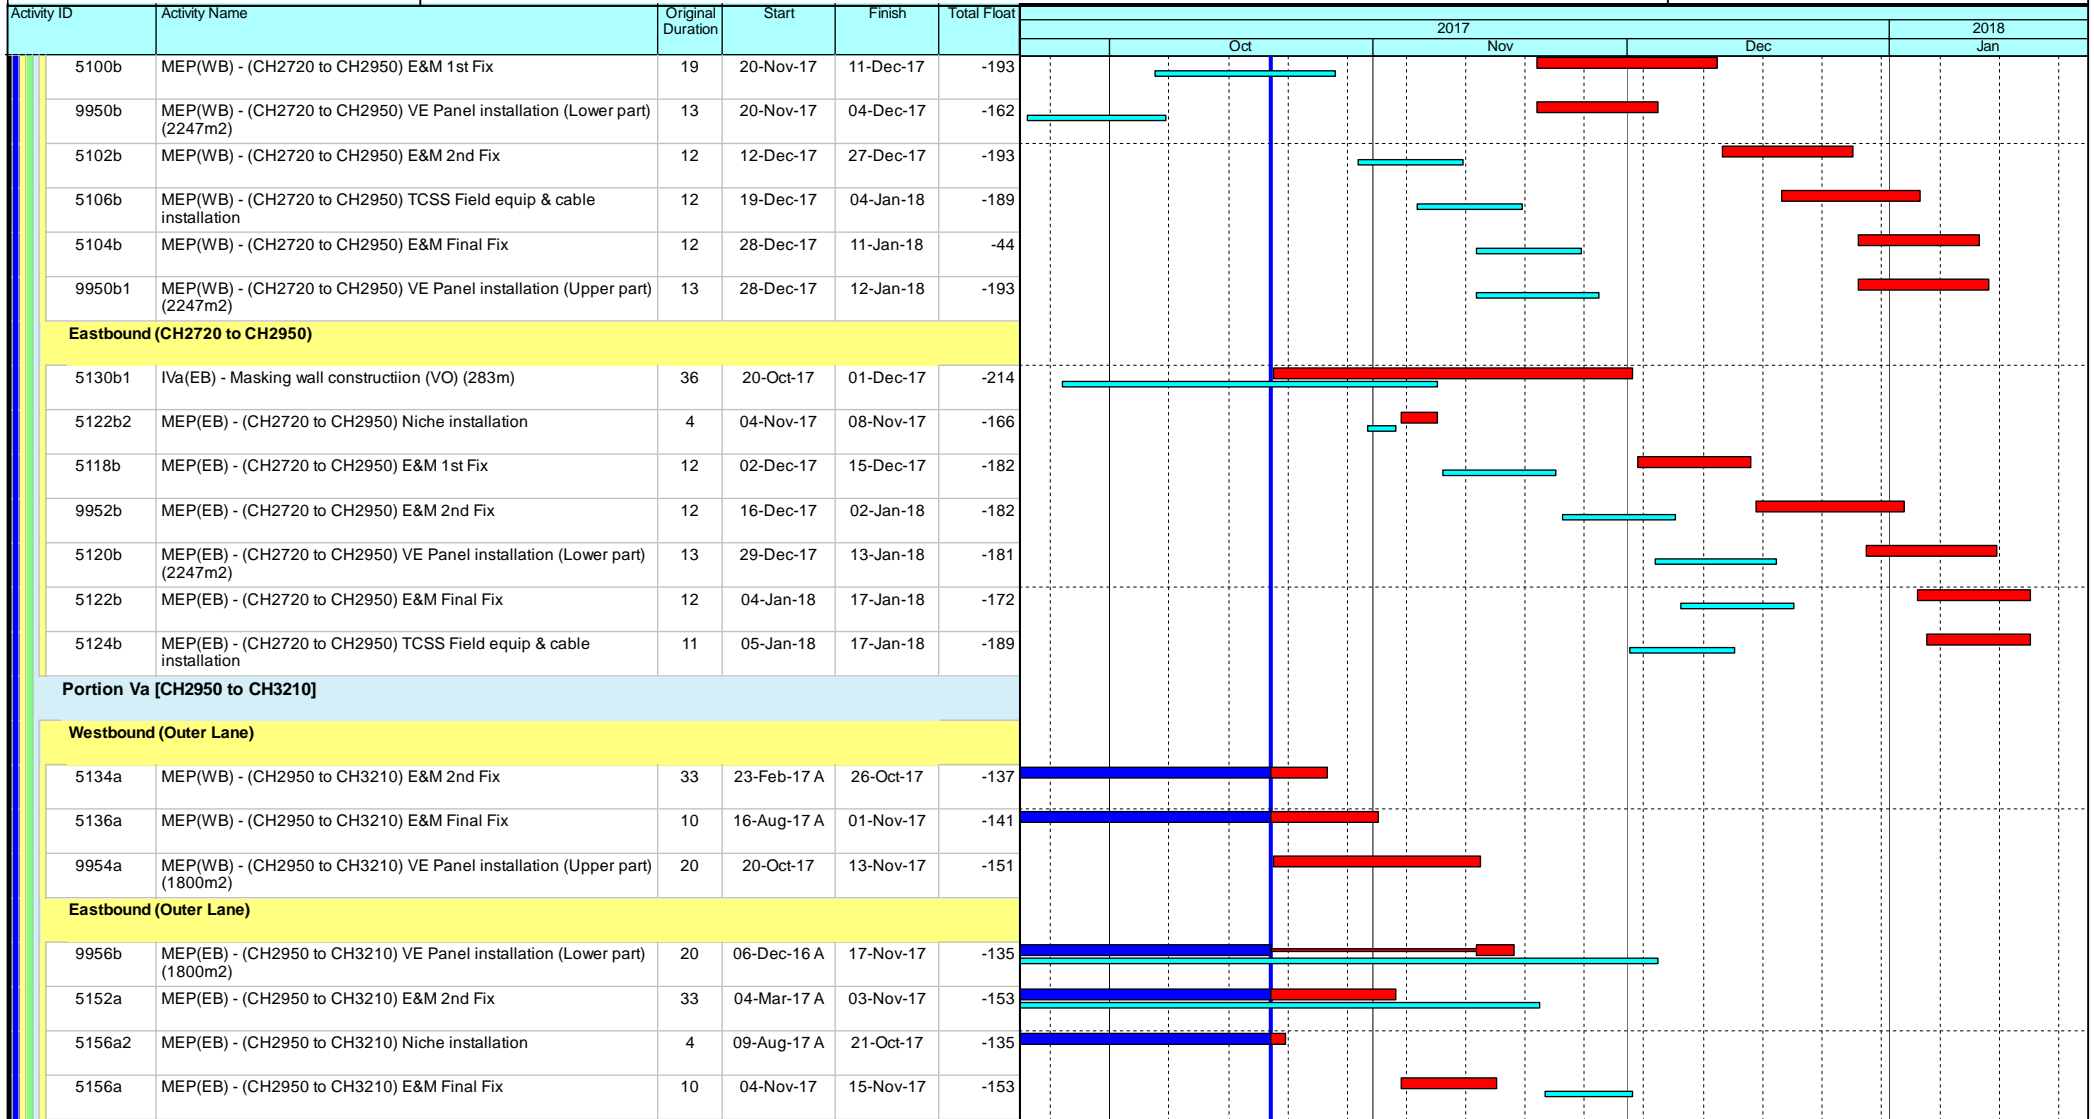 Activity ID Activity Name Original Start Finish Total Float
Duration
2017 2018
Oct Nov Dec Jan
5100b MEP(WB) - (CH2720 to CH2950) E&M 1st Fix 19 20-Nov-17 11-Dec-17 -193
9950b MEP(WB) - (CH2720 to CH2950) VE Panel installation (Lower part) 13 20-Nov-17 04-Dec-17 -162
(2247m2)
5102b MEP(WB) - (CH2720 to CH2950) E&M 2nd Fix 12 12-Dec-17 27-Dec-17 -193
5106b MEP(WB) - (CH2720 to CH2950) TCSS Field equip & cable 12 19-Dec-17 04-Jan-18 -189
installation
5104b MEP(WB) - (CH2720 to CH2950) E&M Final Fix 12 28-Dec-17 11-Jan-18 -44
9950b1 MEP(WB) - (CH2720 to CH2950) VE Panel installation (Upper part) 13 28-Dec-17 12-Jan-18 -193
(2247m2)
Eastbound (CH2720 to CH2950)
5130b1 IVa(EB) - Masking wall constructiion (VO) (283m) 36 20-Oct-17 01-Dec-17 -214
5122b2 MEP(EB) - (CH2720 to CH2950) Niche installation 4 04-Nov-17 08-Nov-17 -166
5118b MEP(EB) - (CH2720 to CH2950) E&M 1st Fix 12 02-Dec-17 15-Dec-17 -182
9952b MEP(EB) - (CH2720 to CH2950) E&M 2nd Fix 12 16-Dec-17 02-Jan-18 -182
5120b MEP(EB) - (CH2720 to CH2950) VE Panel installation (Lower part) 13 29-Dec-17 13-Jan-18 -181
(2247m2)
5122b MEP(EB) - (CH2720 to CH2950) E&M Final Fix 12 04-Jan-18 17-Jan-18 -172
5124b MEP(EB) - (CH2720 to CH2950) TCSS Field equip & cable 11 05-Jan-18 17-Jan-18 -189
installation
Portion Va [CH2950 to CH3210]
Westbound (Outer Lane)
5134a MEP(WB) - (CH2950 to CH3210) E&M 2nd Fix 33 23-Feb-17 A 26-Oct-17 -137
5136a MEP(WB) - (CH2950 to CH3210) E&M Final Fix 10 16-Aug-17 A 01-Nov-17 -141
9954a MEP(WB) - (CH2950 to CH3210) VE Panel installation (Upper part) 20 20-Oct-17 13-Nov-17 -151
(1800m2)
Eastbound (Outer Lane)
9956b MEP(EB) - (CH2950 to CH3210) VE Panel installation (Lower part) 20 06-Dec-16 A 17-Nov-17 -135
(1800m2)
5152a MEP(EB) - (CH2950 to CH3210) E&M 2nd Fix 33 04-Mar-17 A 03-Nov-17 -153
5156a2 MEP(EB) - (CH2950 to CH3210) Niche installation 4 09-Aug-17 A 21-Oct-17 -135
5156a MEP(EB) - (CH2950 to CH3210) E&M Final Fix 10 04-Nov-17 15-Nov-17 -153